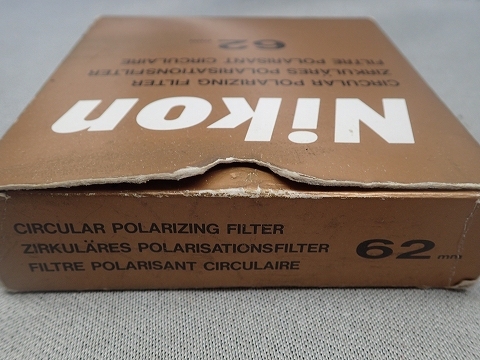 Nikon
CIRCULAR POLARIZING FILTER
ZIRKULÄRES POLARISATIONSFILTER
FILTRE POLARISANT CIRCULAIRE
62
CIRCULAR POLARIZING FILTER
ZIRKULÄRES POLARISATIONSFILTER
FILTRE POLARISANT CIRCULAIRE
62 mm